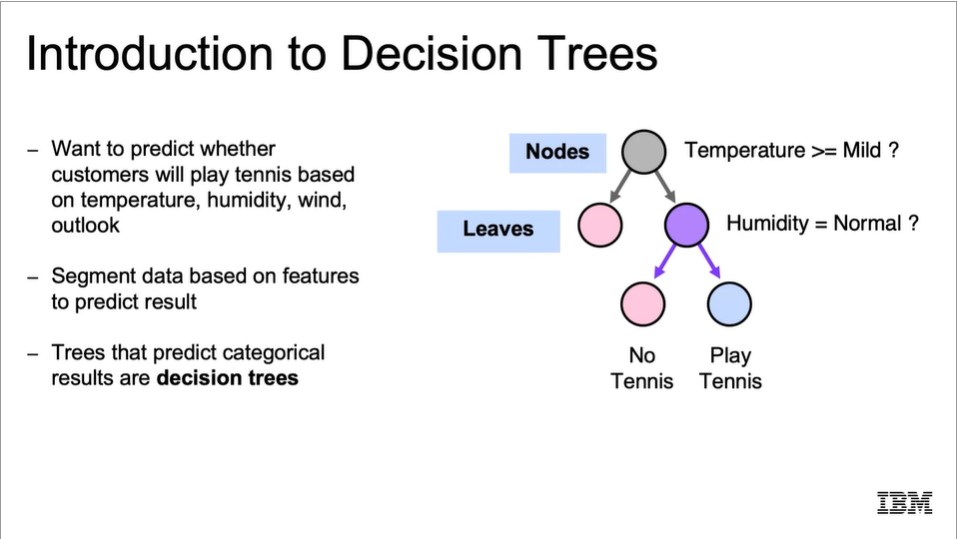 Introduction to Decision Trees
– Want to predict whether
customers will play tennis based
on temperature, humidity, wind,
outlook
– Segment data based on features
to predict result
– Trees that predict categorical
results are decision trees
Nodes
Temperature >= Mild ?
Leaves
Humidity = Normal ?
No
Tennis
Play
Tennis
IBM